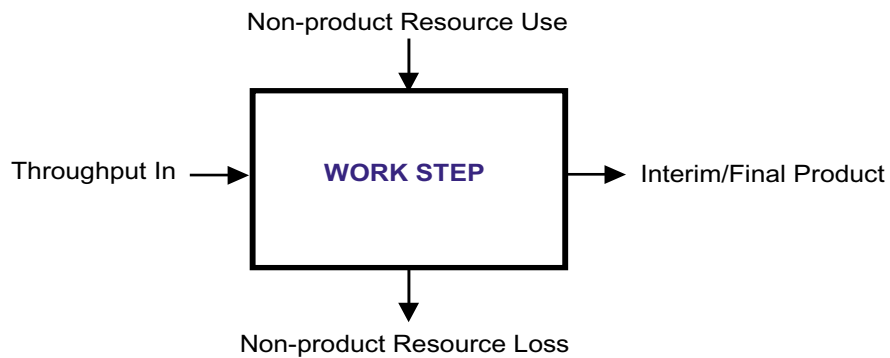 Non-product Resource Use
Throughput In
WORK STEP
Interim/Final Product
Non-product Resource Loss